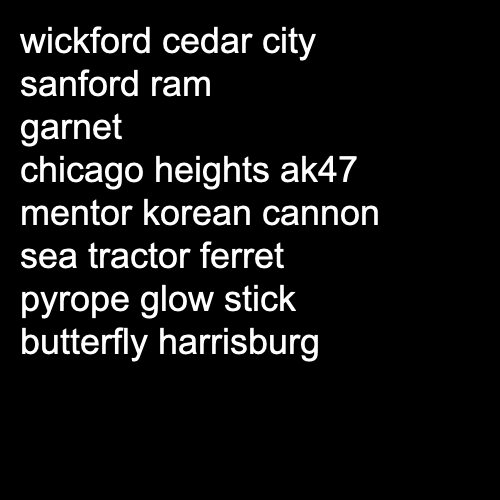 wickford cedar city
sanford ram
garnet
chicago heights ak47
mentor korean cannon
sea tractor ferret
pyrope glow stick
butterfly harrisburg